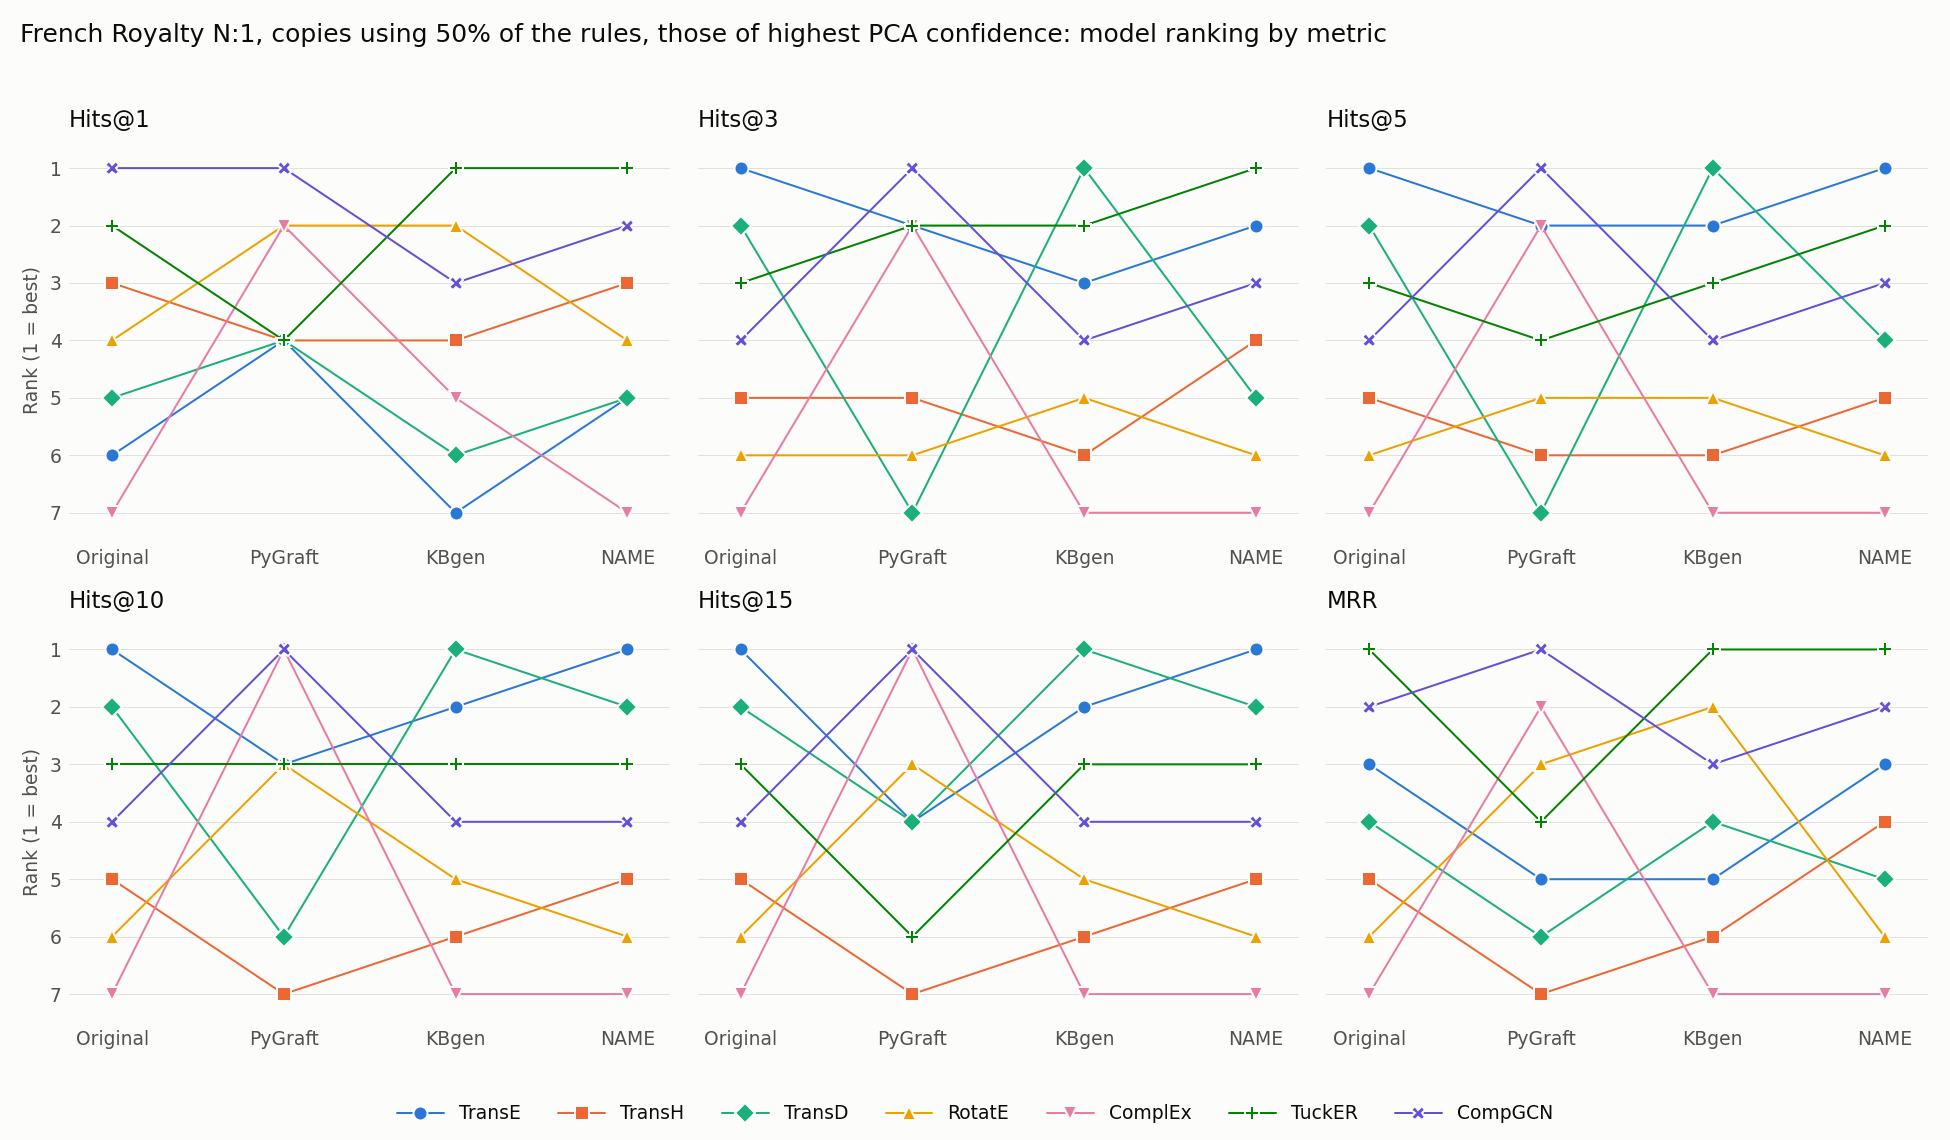 French Royalty N:1, copies using 50% of the rules, those of highest PCA confidence: model ranking by metric
Hits@1
Hits@3
Hits@5
Rank (1 = best)
1
2
3
4
5
6
7
Original
PyGraft
KBgen
NAME
Original
PyGraft
KBgen
NAME
Original
PyGraft
KBgen
NAME
Hits@10
Hits@15
MRR
Rank (1 = best)
1
2
3
4
5
6
7
Original
PyGraft
KBgen
NAME
Original
PyGraft
KBgen
NAME
Original
PyGraft
KBgen
NAME
TransE
TransH
TransD
RotatE
ComplEx
TuckER
CompGCN